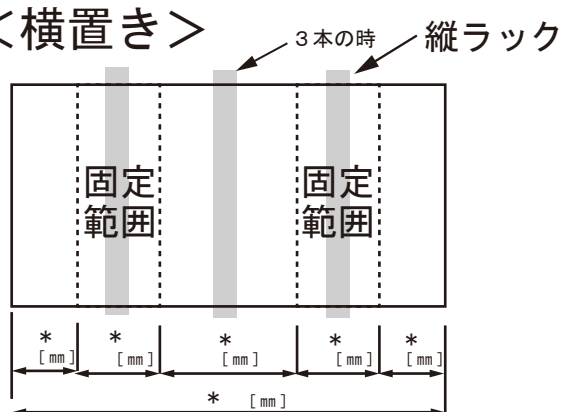 <横置き>
3本の時
縦ラック
固定
範囲
固定
範囲
* * * * *
[mm] [mm] [mm] [mm] [mm]
* [mm]